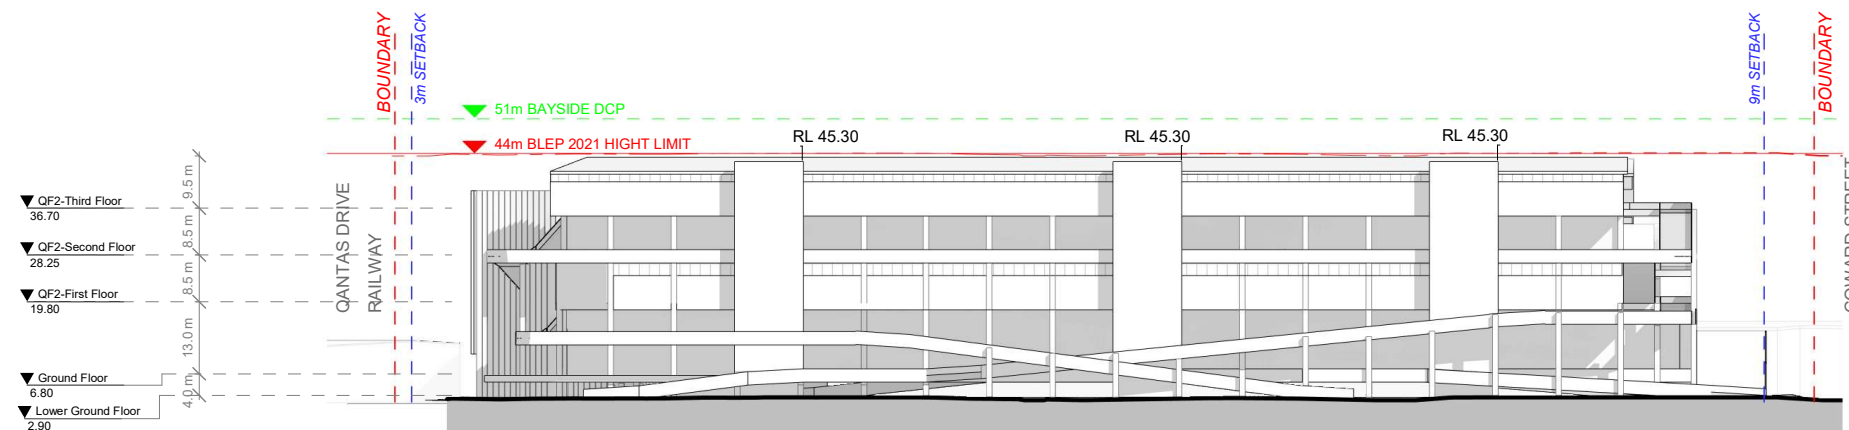 BOUNDARY
3m SETBACK
9m SETBACK
BOUNDARY
51m BAYSIDE DCP
44m BLEP 2021 HIGHT LIMIT
RL 45.30
RL 45.30
RL 45.30
9.5 m
QF2-Third Floor
36.70
8.5 m
QF2-Second Floor
28.25
8.5 m
QF2-First Floor
19.80
13.0 m
Ground Floor
6.80
4.0 m
Lower Ground Floor
2.90
QANTAS DRIVE
RAILWAY
COWARD STREET